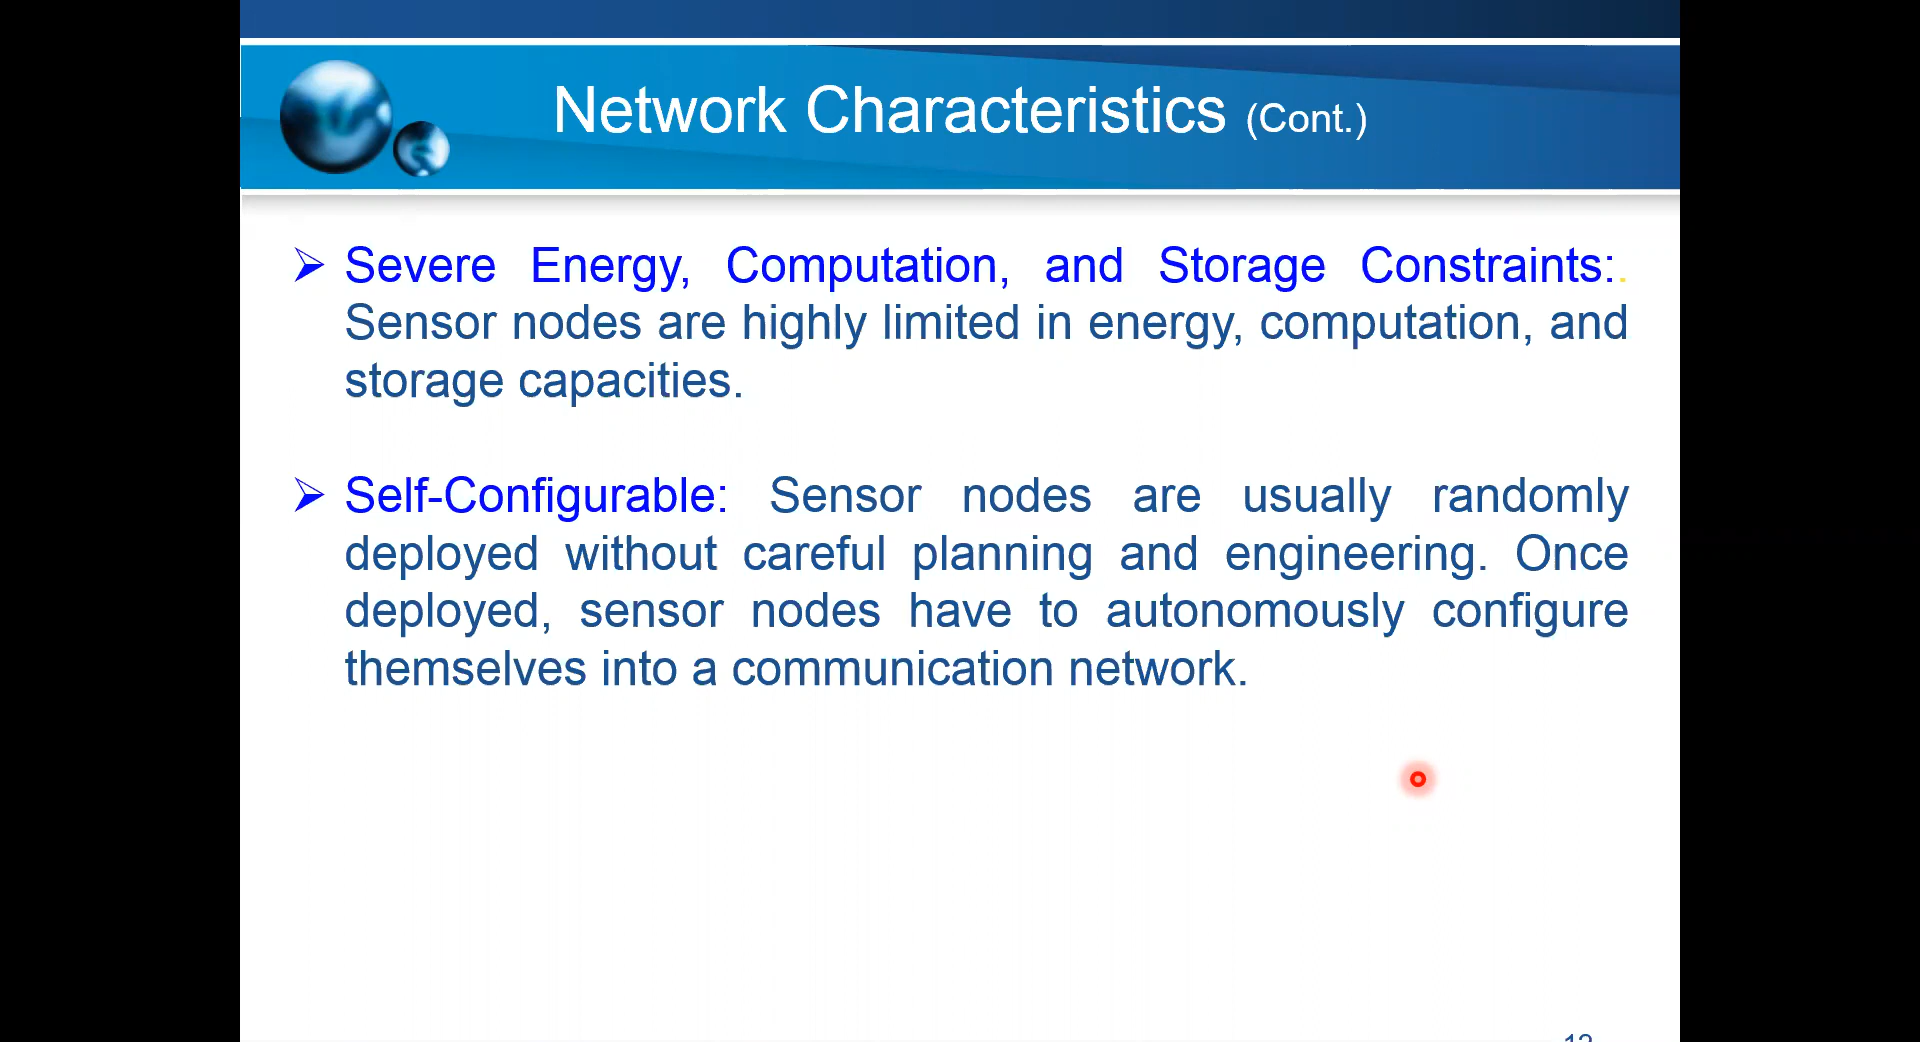 Network Characteristics (Cont.)
➢ Severe Energy, Computation, and Storage Constraints:.
Sensor nodes are highly limited in energy, computation, and
storage capacities.
➢ Self-Configurable: Sensor nodes are usually randomly
deployed without careful planning and engineering. Once
deployed, sensor nodes have to autonomously configure
themselves into a communication network.